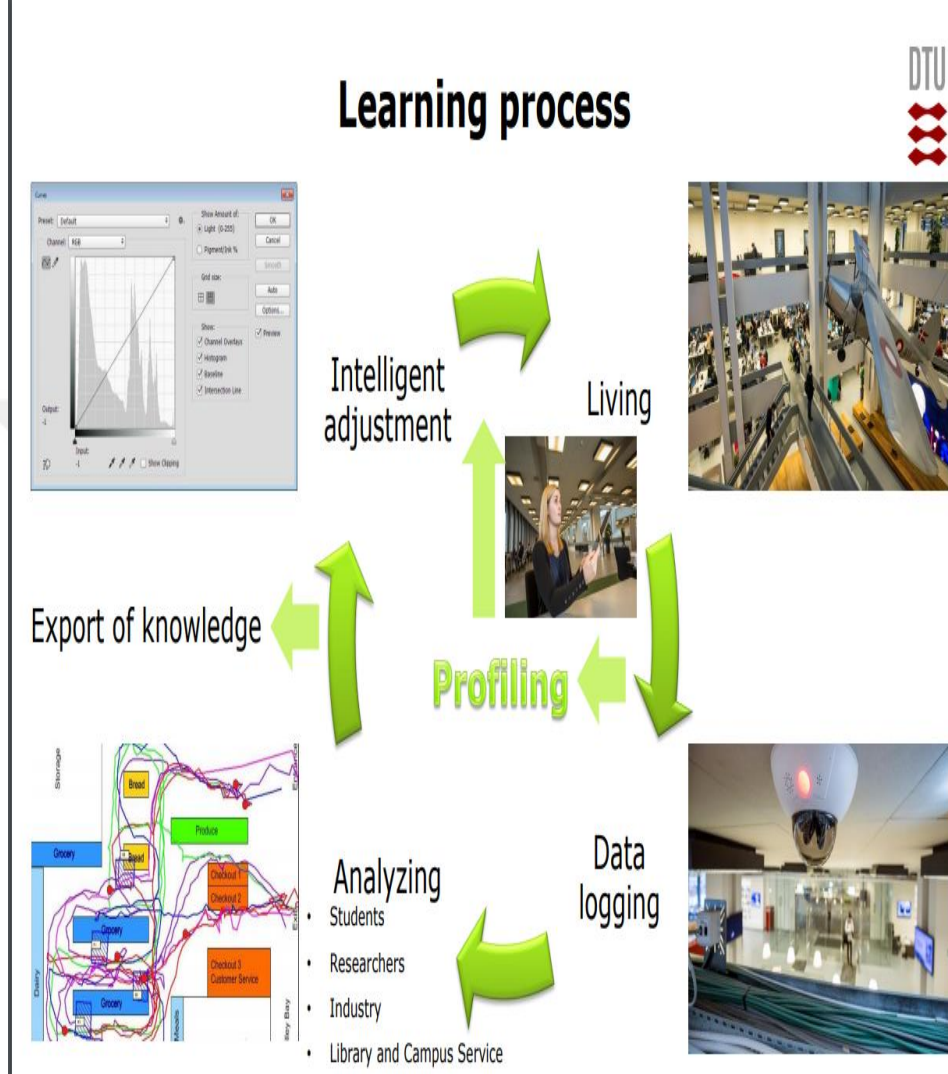 Learning process
DTU
Curves
Preset: Default
Channel: RGB
Show Amount of:
Light (0-255)
Pigment/Ink %
Grid size:
Show:
Channel Overlays
Histogram
Baseline
Intersection Line
OK
Cancel
Smooth
Auto
Options...
Preview
Output:
-1
Input:
-1
Show Clipping
Intelligent
adjustment
Living
Export of knowledge
Profiling
Storage
Entrance
Bread
Produce
Grocery
Bread
Checkout 1
Checkout 2
Grocery
Checkout 3
Customer Service
Dairy
Grocery
Meals
Analyzing
• Students
• Researchers
• Industry
• Library and Campus Service
Data
logging